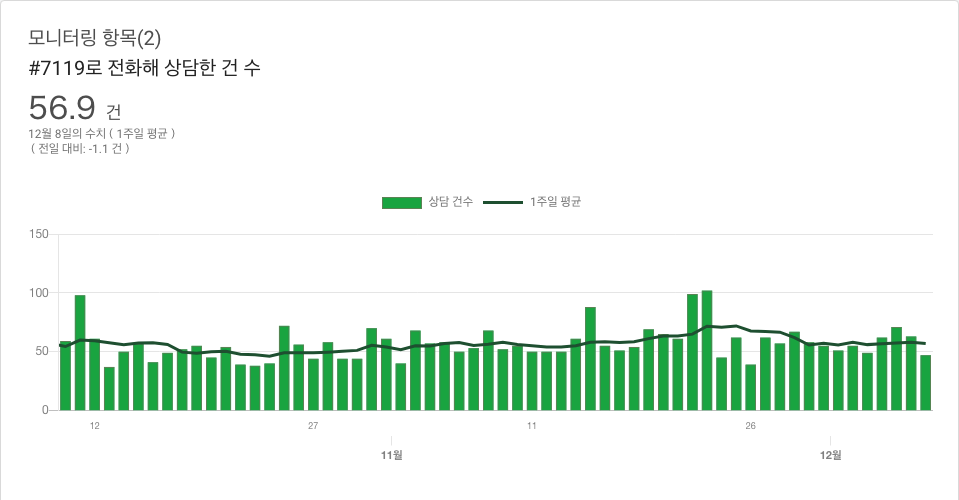 모니터링 항목(2)
#7119로 전화해 상담한 건 수
56.9 건
12월 8일의 수치 ( 1주일 평균 )
( 전일 대비: -1.1 건 )
상담 건수 1주일 평균
150
100
50
0
12 27 11 26
11월 12월